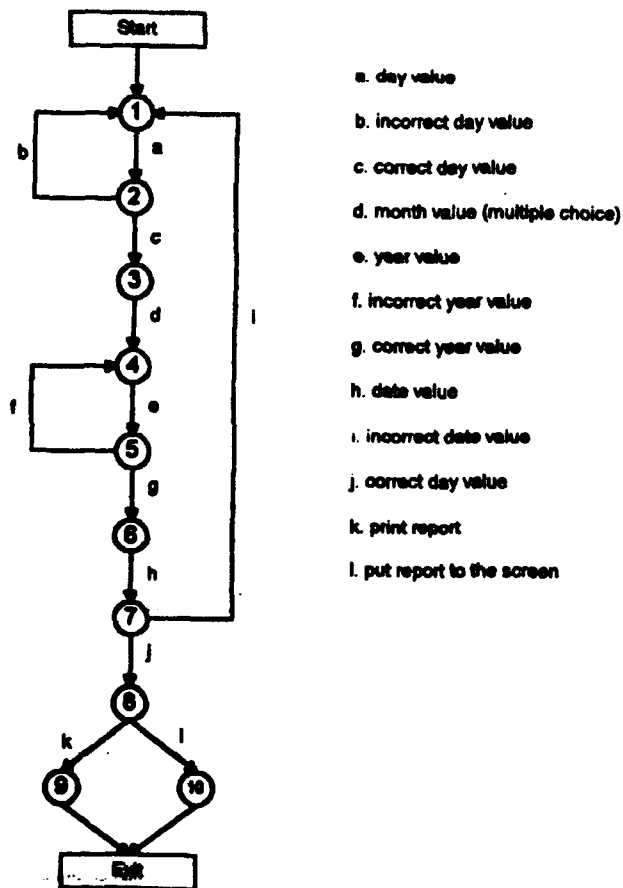 Start
1
a
b
2
c
3
d
4
f
e
5
g
6
h
7
i
j
8
k
l
9
10
Exit
a. day value
b. incorrect day value
c. correct day value
d. month value (multiple choice)
e. year value
f. incorrect year value
g. correct year value
h. date value
i. incorrect date value
j. correct day value
k. print report
l. put report to the screen